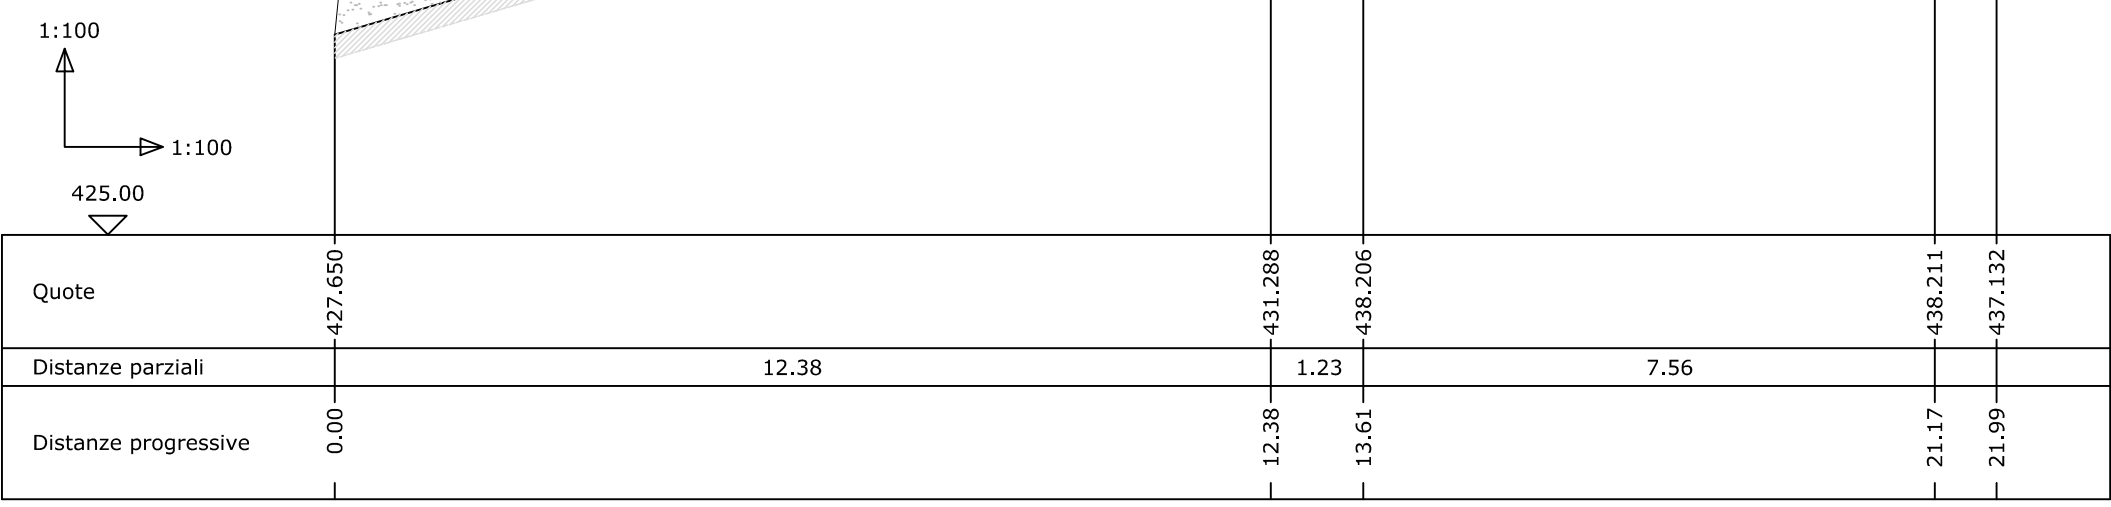 1:100
1:100
425.00
Quote 427.650 431.288 438.206 438.211 437.132
Distanze parziali 12.38 1.23 7.56
Distanze progressive 0.00 12.38 13.61 21.17 21.99